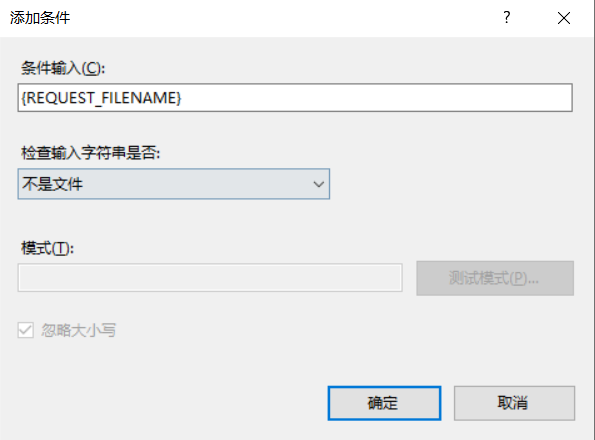 添加条件
?
条件输入(C):
{REQUEST_FILENAME}
检查输入字符串是否:
不是文件
模式(T):
测试模式(P)...
忽略大小写
确定
取消